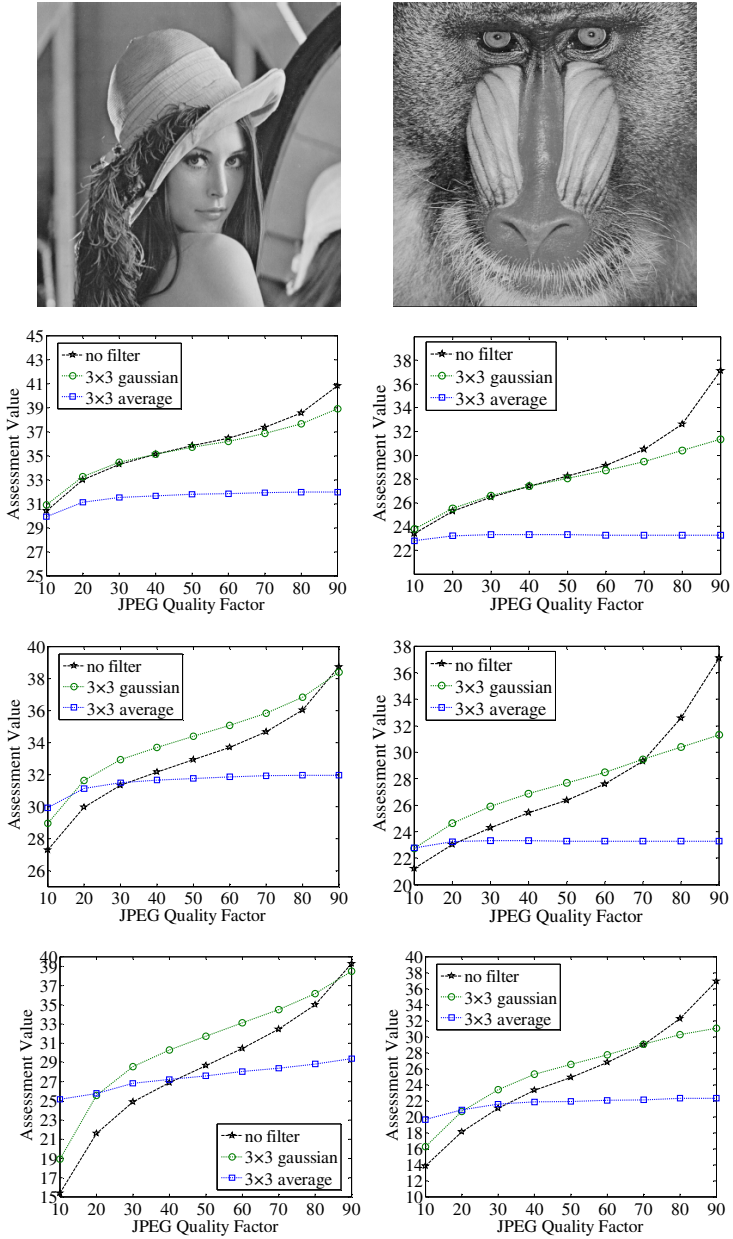 45
43
41
39
37
35
33
31
29
27
25
Assessment Value
no filter
3×3 gaussian
3×3 average
10 20 30 40 50 60 70 80 90
JPEG Quality Factor
38
36
34
32
30
28
26
24
22
Assessment Value
no filter
3×3 gaussian
3×3 average
10 20 30 40 50 60 70 80 90
JPEG Quality Factor
40
38
36
34
32
30
28
26
Assessment Value
no filter
3×3 gaussian
3×3 average
10 20 30 40 50 60 70 80 90
JPEG Quality Factor
38
36
34
32
30
28
26
24
22
20
Assessment Value
no filter
3×3 gaussian
3×3 average
10 20 30 40 50 60 70 80 90
JPEG Quality Factor
40
39
37
35
33
31
29
27
25
23
21
19
17
15
Assessment Value
no filter
3×3 gaussian
3×3 average
10 20 30 40 50 60 70 80 90
JPEG Quality Factor
40
38
36
34
32
30
28
26
24
22
20
18
16
14
12
10
Assessment Value
no filter
3×3 gaussian
3×3 average
10 20 30 40 50 60 70 80 90
JPEG Quality Factor